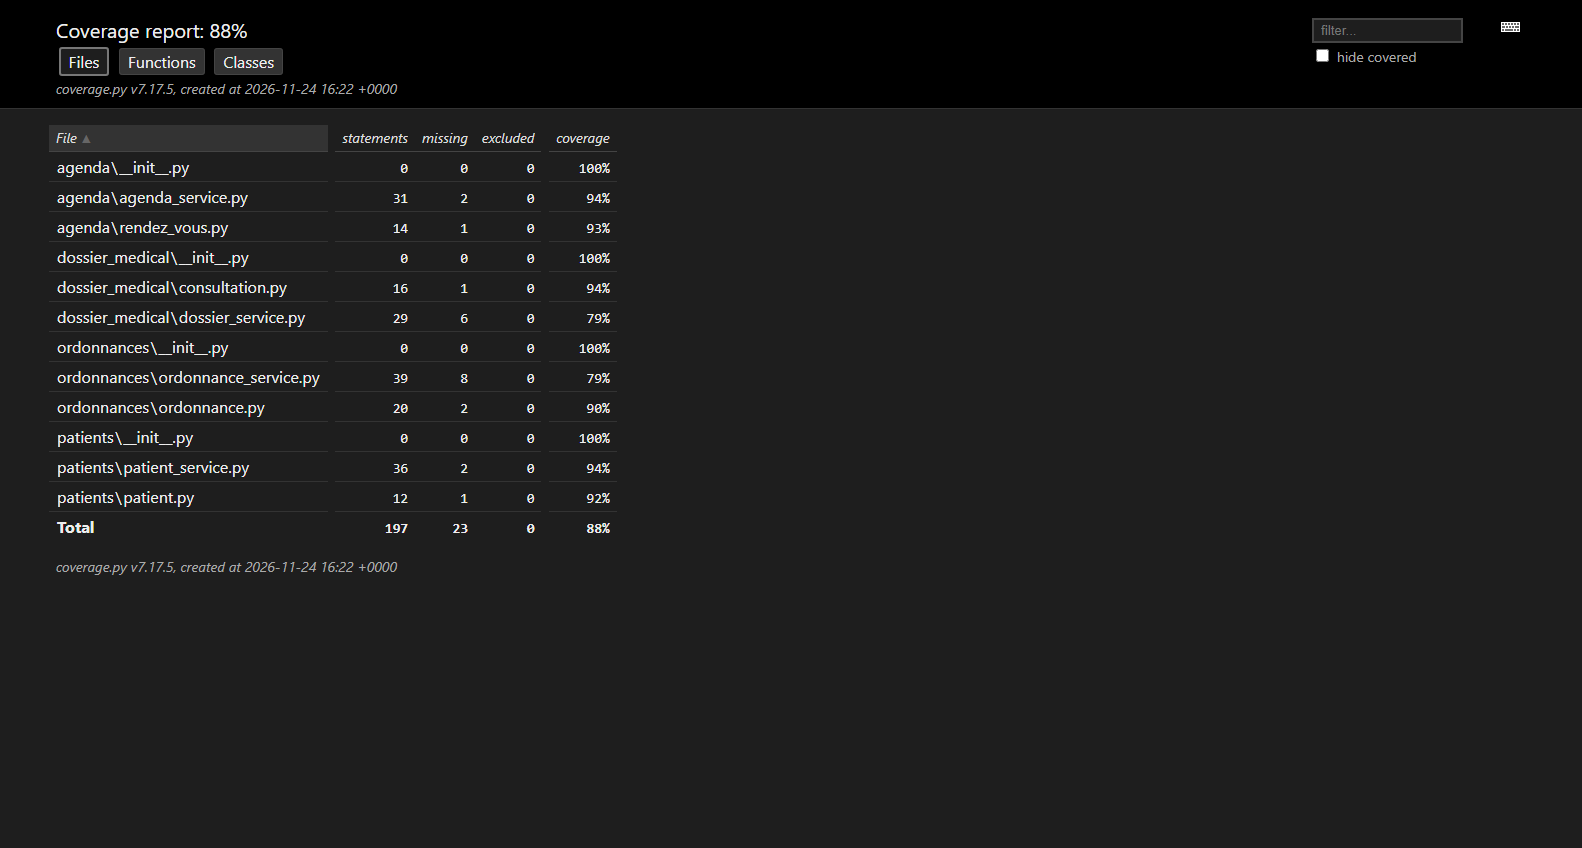 Coverage report: 88%
filter...
hide covered
Files Functions Classes
coverage.py v7.17.5, created at 2026-11-24 16:22 +0000
File ▲ statements missing excluded coverage
agenda\__init__.py 0 0 0 100%
agenda\agenda_service.py 31 2 0 94%
agenda\rendez_vous.py 14 1 0 93%
dossier_medical\__init__.py 0 0 0 100%
dossier_medical\consultation.py 16 1 0 94%
dossier_medical\dossier_service.py 29 6 0 79%
ordonnances\__init__.py 0 0 0 100%
ordonnances\ordonnance_service.py 39 8 0 79%
ordonnances\ordonnance.py 20 2 0 90%
patients\__init__.py 0 0 0 100%
patients\patient_service.py 36 2 0 94%
patients\patient.py 12 1 0 92%
Total 197 23 0 88%
coverage.py v7.17.5, created at 2026-11-24 16:22 +0000